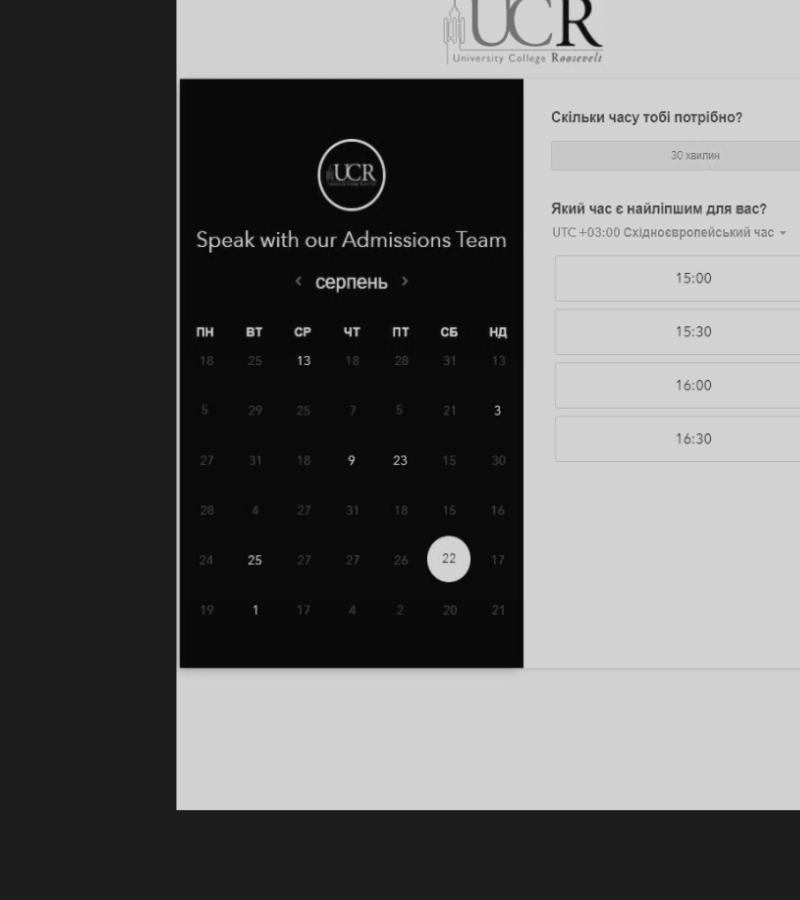 UCR
University College Roosevelt
UCR
Speak with our Admissions Team
< серпень >
ПН ВТ СР ЧТ ПТ СБ НД
18 25 13 18 28 31 13
5 29 25 7 5 21 3
27 31 18 9 23 15 30
28 4 27 31 18 15 16
24 25 27 27 26 22 17
19 1 17 4 2 20 21
Скільки часу тобі потрібно?
30 хвилин
Який час є найліпшим для вас?
UTC +03:00 Східноєвропейський час
15:00
15:30
16:00
16:30